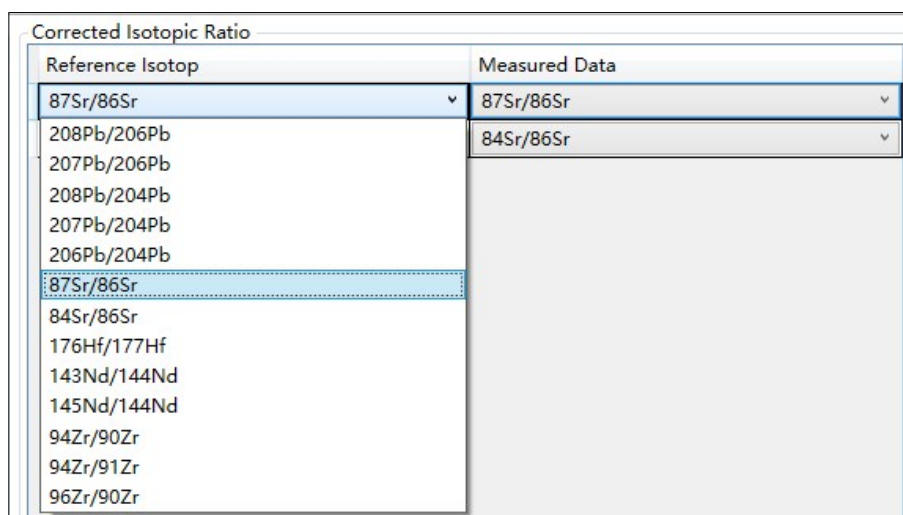 Corrected Isotopic Ratio
Reference Isotop Measured Data
87Sr/86Sr 87Sr/86Sr
208Pb/206Pb 84Sr/86Sr
207Pb/206Pb
208Pb/204Pb
207Pb/204Pb
206Pb/204Pb
87Sr/86Sr
84Sr/86Sr
176Hf/177Hf
143Nd/144Nd
145Nd/144Nd
94Zr/90Zr
94Zr/91Zr
96Zr/90Zr